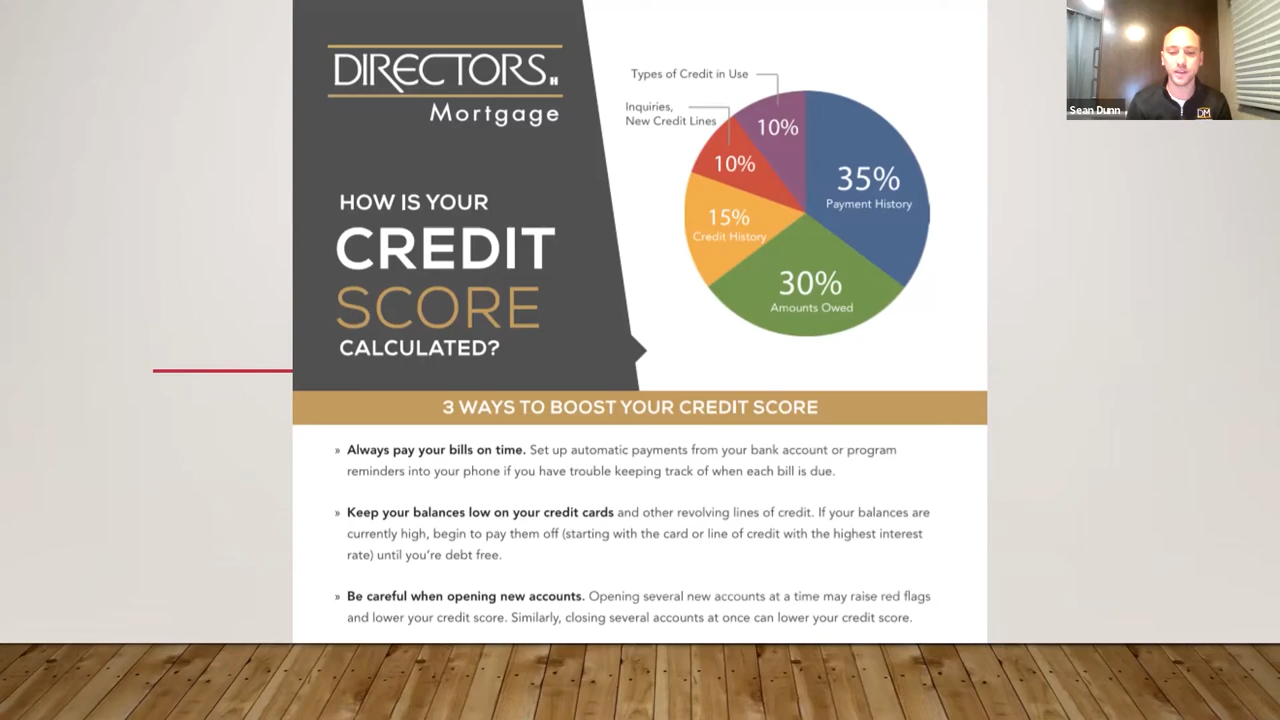 DIRECTORS
Mortgage
HOW IS YOUR
CREDIT
SCORE
CALCULATED?
Types of Credit in Use
Inquiries,
New Credit Lines
10%
10%
35%
Payment History
15%
Credit History
30%
Amounts Owed
Sean Dunn
DM
3 WAYS TO BOOST YOUR CREDIT SCORE
» Always pay your bills on time. Set up automatic payments from your bank account or program
reminders into your phone if you have trouble keeping track of when each bill is due.
» Keep your balances low on your credit cards and other revolving lines of credit. If your balances are
currently high, begin to pay them off (starting with the card or line of credit with the highest interest
rate) until you’re debt free.
» Be careful when opening new accounts. Opening several new accounts at a time may raise red flags
and lower your credit score. Similarly, closing several accounts at once can lower your credit score.